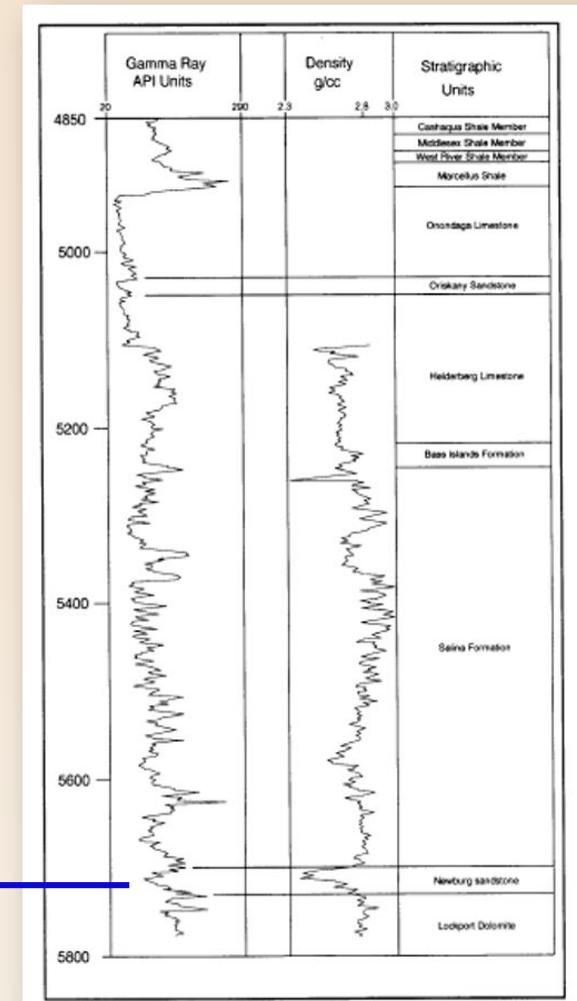 Gamma Ray
API Units
Density
g/cc
Stratigraphic
Units
20
290
2.3
2.8
3.0
4850
Cashaqua Shale Member
Middlesex Shale Member
West River Shale Member
Marcellus Shale
Onondaga Limestone
5000
Oriskany Sandstone
Helderberg Limestone
5200
Bass Islands Formation
5400
Salina Formation
5600
Newburg sandstone
Lockport Dolomite
5800